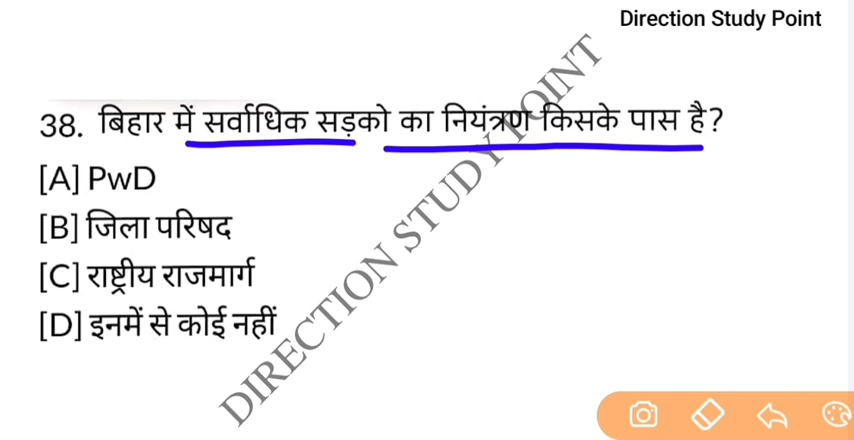 Direction Study Point
38. बिहार में सर्वाधिक सड़को का नियंत्रण किसके पास है?
[A] PwD
[B] जिला परिषद
[C] राष्ट्रीय राजमार्ग
[D] इनमें से कोई नहीं
DIRECTION STUDY POINT